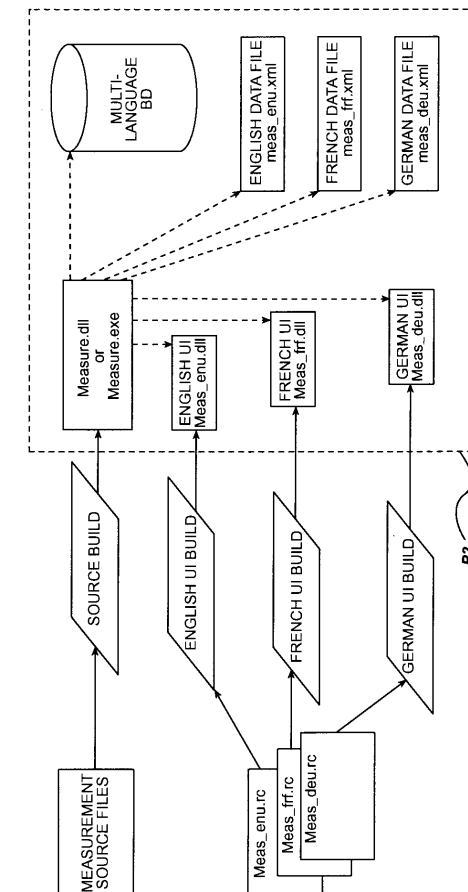 MEASUREMENT
SOURCE FILES
SOURCE BUILD
Measure.dll
or
Measure.exe
MULTI-
LANGUAGE
BD
Meas_enu.rc
Meas_frf.rc
Meas_deu.rc
ENGLISH UI BUILD
FRENCH UI BUILD
GERMAN UI BUILD
ENGLISH UI
Meas_enu.dll
FRENCH UI
Meas_frf.dll
GERMAN UI
Meas_deu.dll
ENGLISH DATA FILE
meas_enu.xml
FRENCH DATA FILE
meas_frf.xml
GERMAN DATA FILE
meas_deu.xml